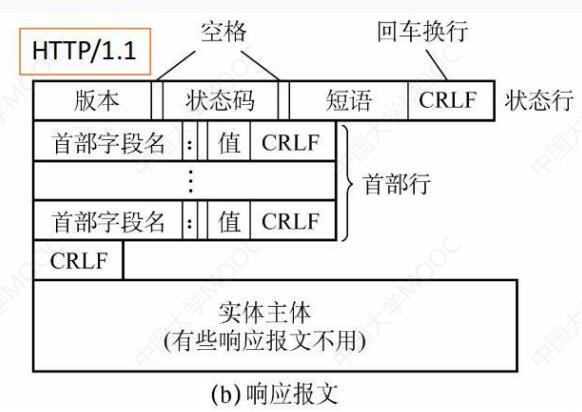 空格 回车换行
HTTP/1.1
版本 状态码 短语 CRLF 状态行
首部字段名 : 值 CRLF
⋮ 首部行
首部字段名 : 值 CRLF
CRLF
实体主体
(有些响应报文不用)
(b) 响应报文
中国大学MOOC